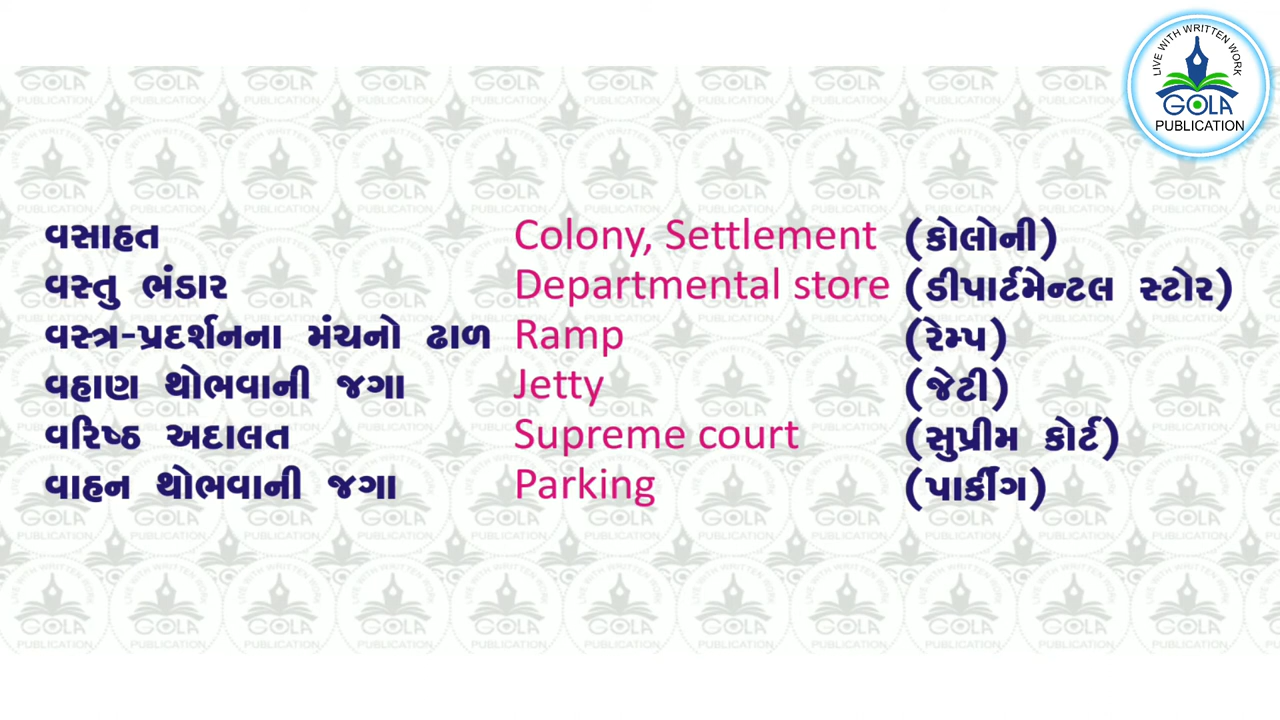 LIVE WITH WRITTEN WORK
GOLA
PUBLICATION
વસાહત Colony, Settlement (કોલોની)
વસ્તુ ભંડાર Departmental store (ડીપાર્ટમેન્ટલ સ્ટોર)
વસ્ત્ર-પ્રદર્શનના મંચનો ઢાળ Ramp (રેમ્પ)
વહાણ થોભવાની જગા Jetty (જેટી)
વરિષ્ઠ અદાલત Supreme court (સુપ્રીમ કોર્ટ)
વાહન થોભવાની જગા Parking (પાર્કીંગ)